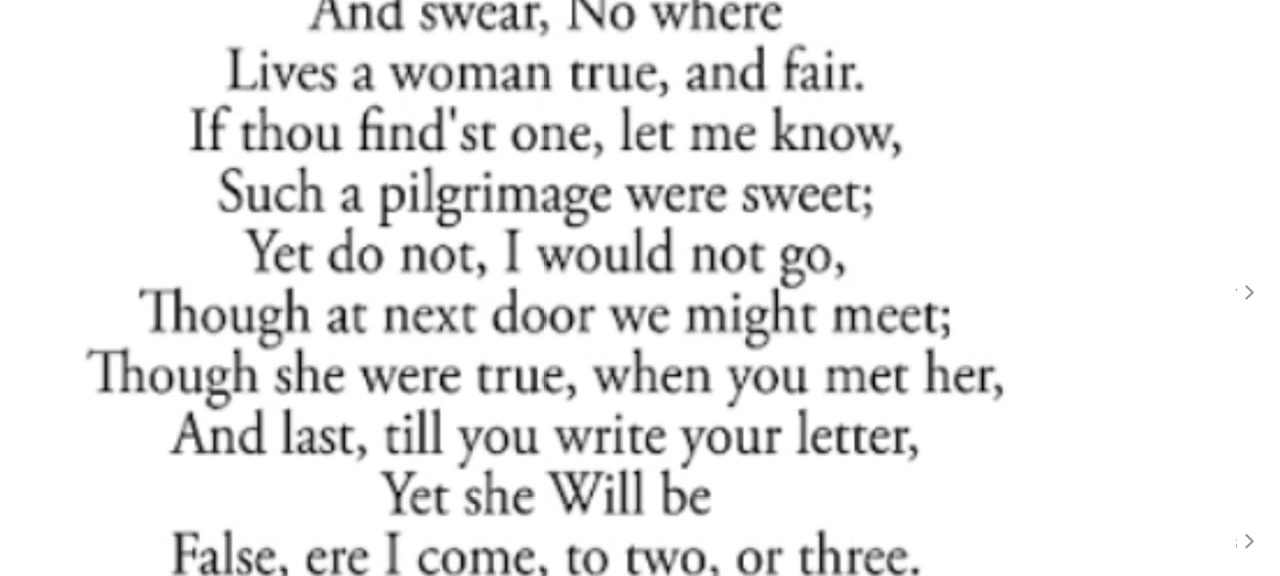 And swear, No where
Lives a woman true, and fair.
If thou find'st one, let me know,
Such a pilgrimage were sweet;
Yet do not, I would not go,
Though at next door we might meet;
Though she were true, when you met her,
And last, till you write your letter,
Yet she Will be
False, ere I come, to two, or three.